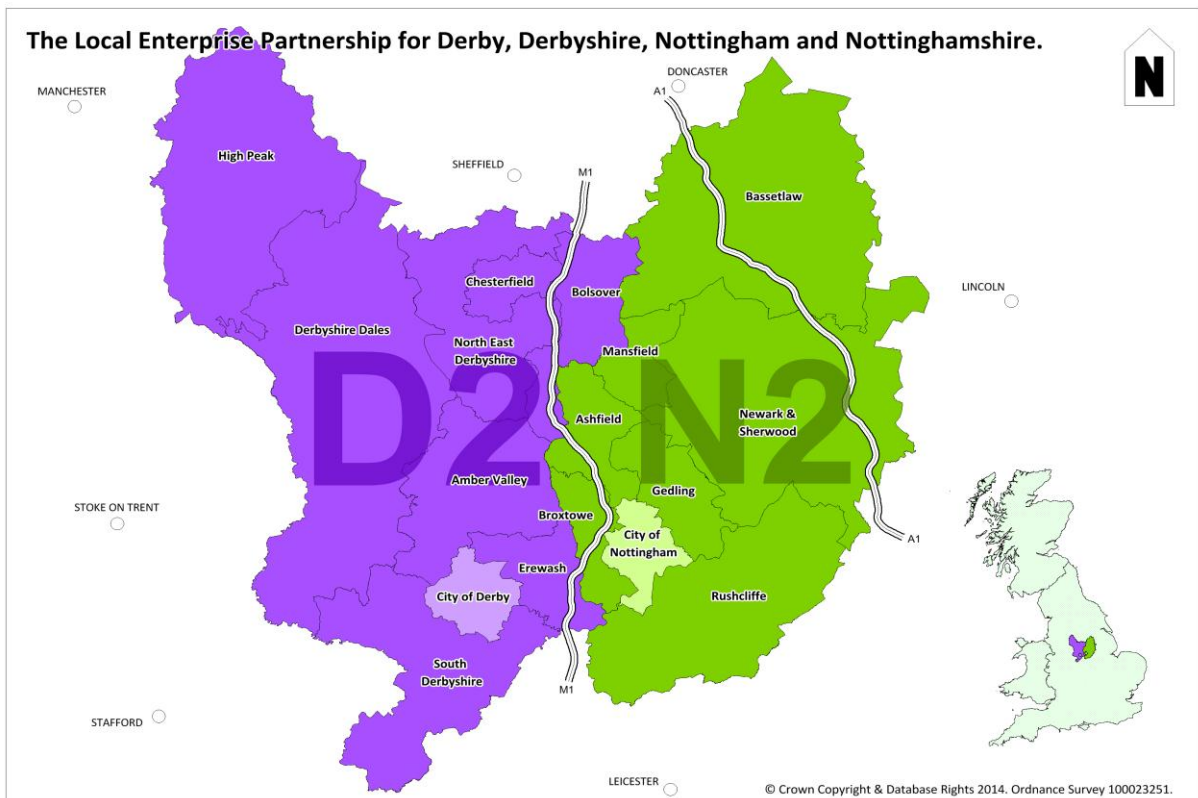 The Local Enterprise Partnership for Derby, Derbyshire, Nottingham and Nottinghamshire.
N
MANCHESTER
DONCASTER
A1
High Peak
SHEFFIELD
M1
Bassetlaw
Chesterfield
Bolsover
LINCOLN
Derbyshire Dales
North East
Derbyshire
Mansfield
D2 N2
Ashfield
Newark &
Sherwood
Amber Valley
Gedling
STOKE ON TRENT
Broxtowe
City of
Nottingham
A1
Erewash
City of Derby
Rushcliffe
South
Derbyshire
M1
STAFFORD
LEICESTER
© Crown Copyright & Database Rights 2014. Ordnance Survey 100023251.